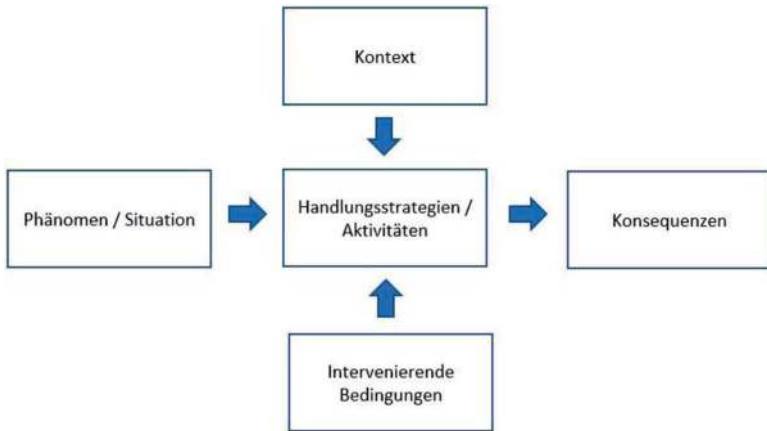 Kontext
Phänomen / Situation
Handlungsstrategien /
Aktivitäten
Konsequenzen
Intervenierende
Bedingungen